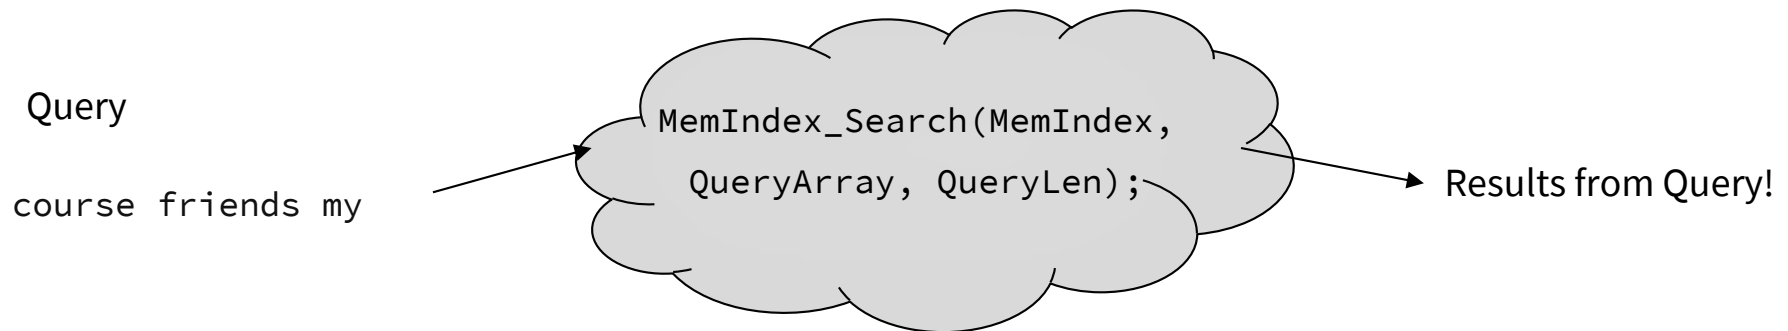 Query
course friends my
MemIndex_Search(MemIndex,
QueryArray, QueryLen);
Results from Query!